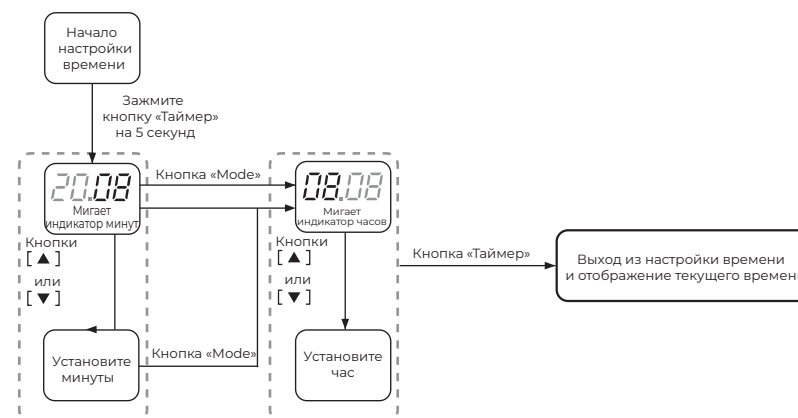 Начало
настройки
времени
Зажмите
кнопку «Таймер»
на 5 секунд
20.08
Мигает
индикатор минут
Кнопка «Mode»
08.08
Мигает
индикатор часов
Кнопки
[▲]
или
[▼]
Кнопки
[▲]
или
[▼]
Кнопка «Таймер»
Выход из настройки времени
и отображение текущего времени
Установите
минуты
Кнопка «Mode»
Установите
час